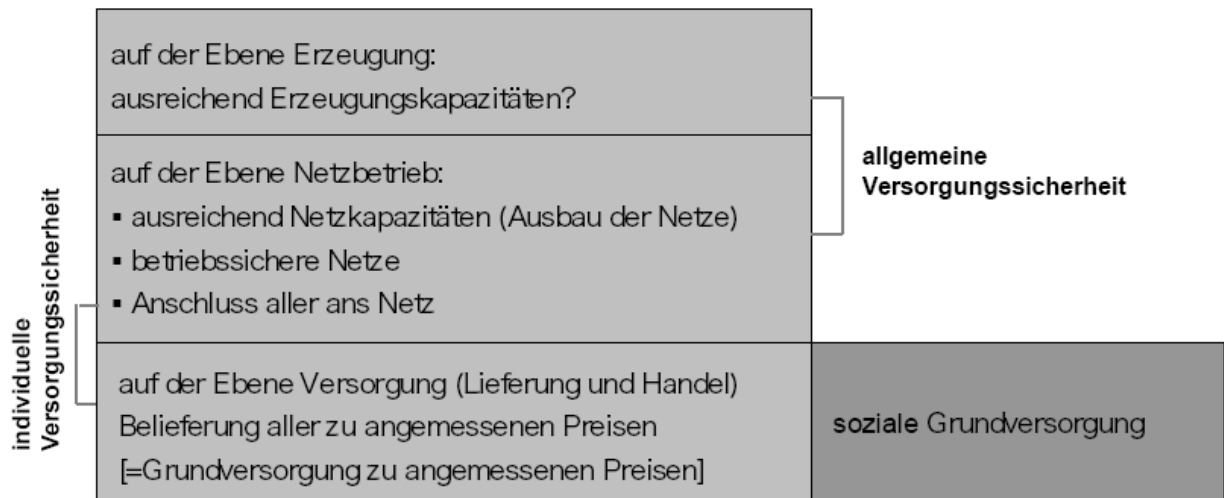 auf der Ebene Erzeugung:
ausreichend Erzeugungskapazitäten?
auf der Ebene Netzbetrieb:
▪ ausreichend Netzkapazitäten (Ausbau der Netze)
▪ betriebssichere Netze
▪ Anschluss aller ans Netz
auf der Ebene Versorgung (Lieferung und Handel)
Belieferung aller zu angemessenen Preisen
[=Grundversorgung zu angemessenen Preisen]
allgemeine
Versorgungssicherheit
individuelle
Versorgungssicherheit
soziale Grundversorgung